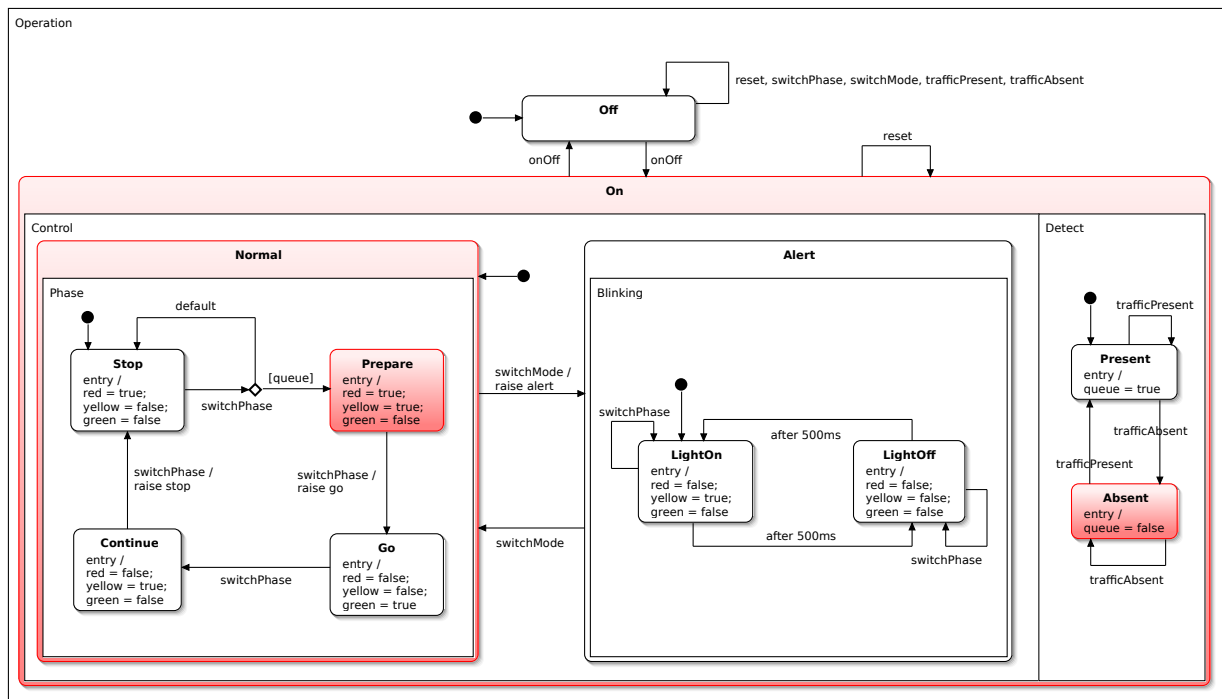 Operation
reset, switchPhase, switchMode, trafficPresent, trafficAbsent
Off
onOff
onOff
reset
On
Control
Normal
Phase
default
Stop
entry /
red = true;
yellow = false;
green = false
switchPhase
[queue]
Prepare
entry /
red = true;
yellow = true;
green = false
switchPhase /
raise stop
switchPhase /
raise go
Continue
entry /
red = false;
yellow = true;
green = false
switchPhase
Go
entry /
red = false;
yellow = false;
green = true
switchMode /
raise alert
switchMode
Alert
Blinking
switchPhase
LightOn
entry /
red = false;
yellow = true;
green = false
after 500ms
after 500ms
LightOff
entry /
red = false;
yellow = false;
green = false
switchPhase
Detect
trafficPresent
Present
entry /
queue = true
trafficAbsent
trafficPresent
Absent
entry /
queue = false
trafficAbsent